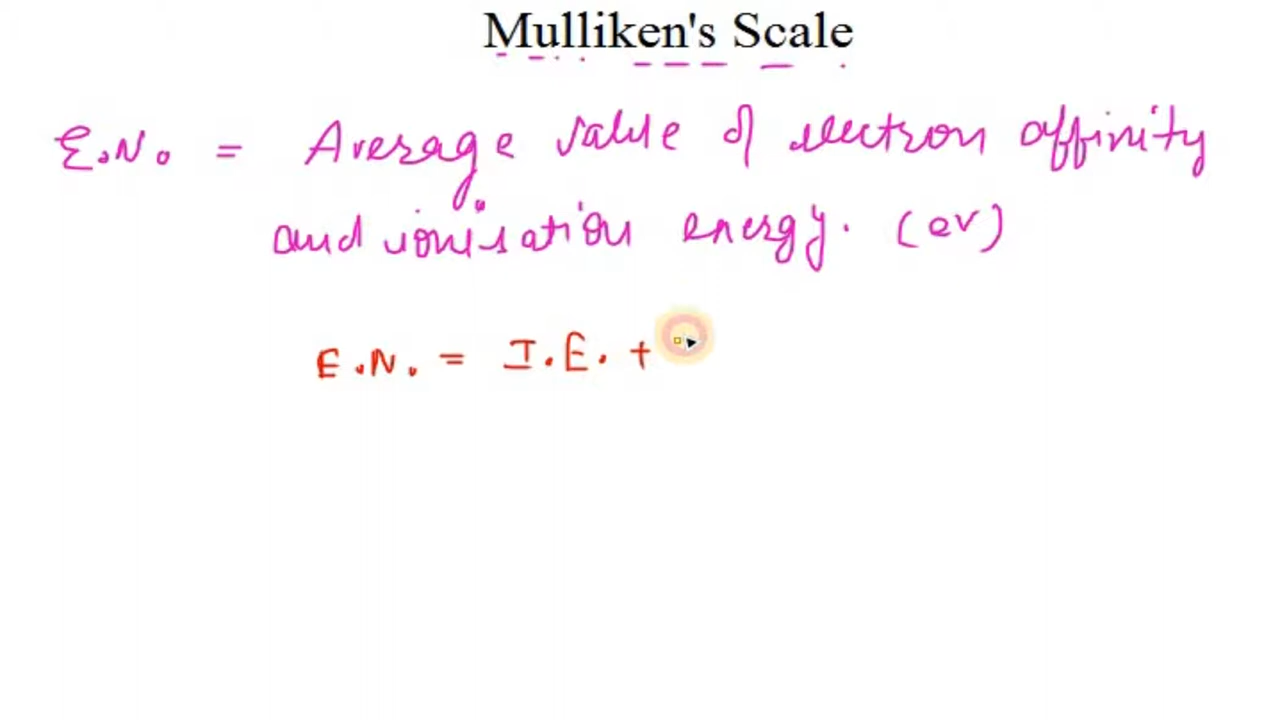 Mulliken's Scale
E.N. = Average value of electron affinity
and ionisation energy. (ev)
E.N. = I.E. +